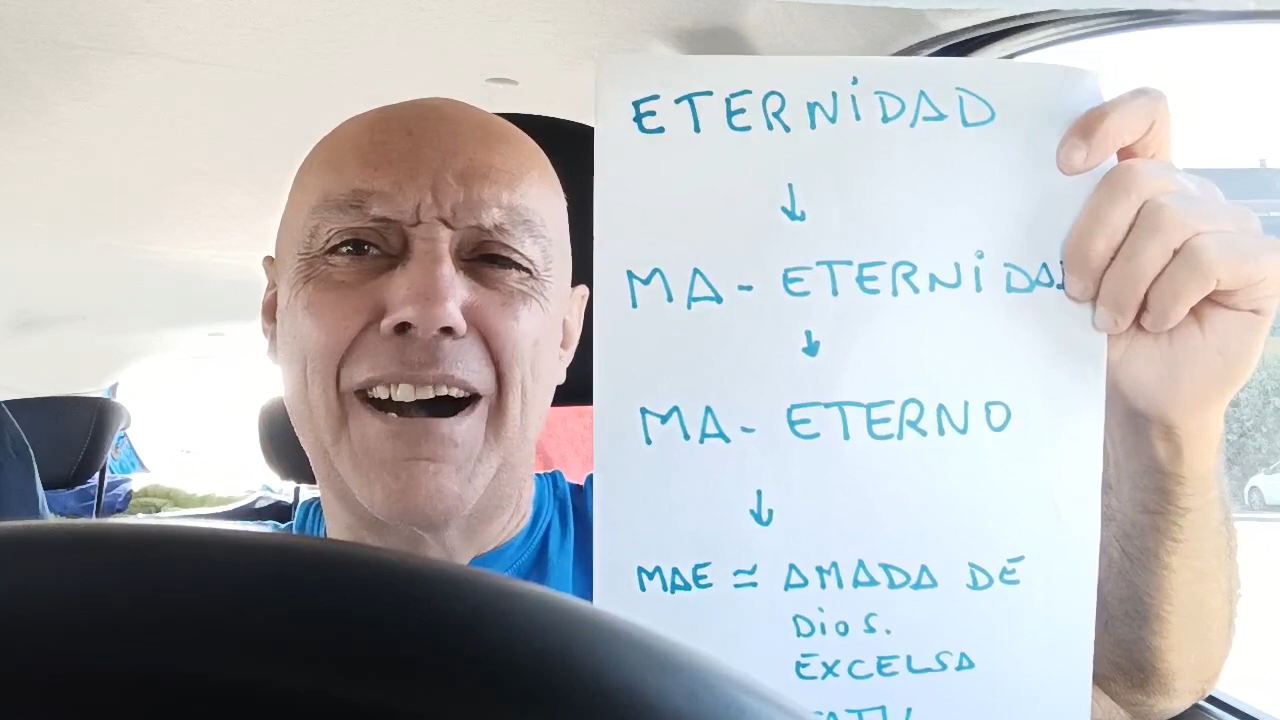 ETERNiDAD
↓
MA - ETERNiDAD
↓
MA - ETERNO
↓
MAE ≃ AMADA DE
Dios.
EXCELSA